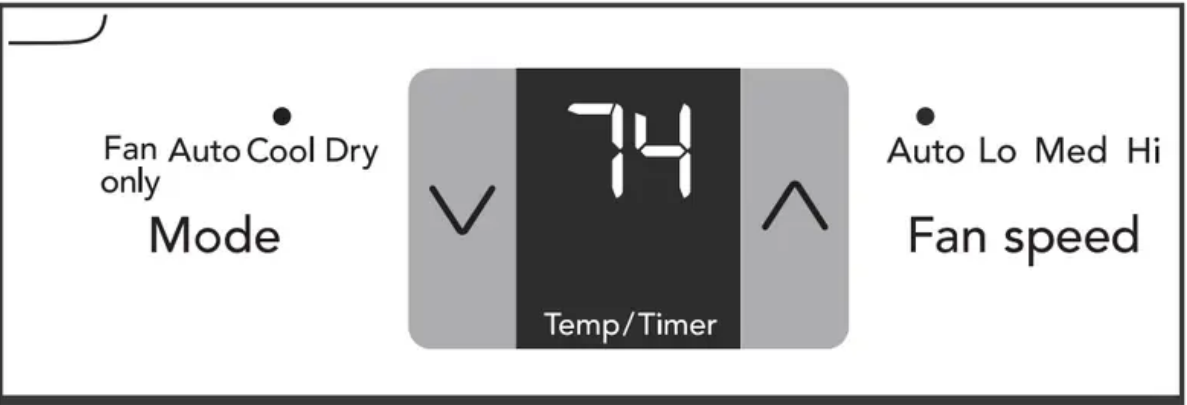 Fan only Auto Cool Dry
Mode
74
Temp/Timer
Auto Lo Med Hi
Fan speed